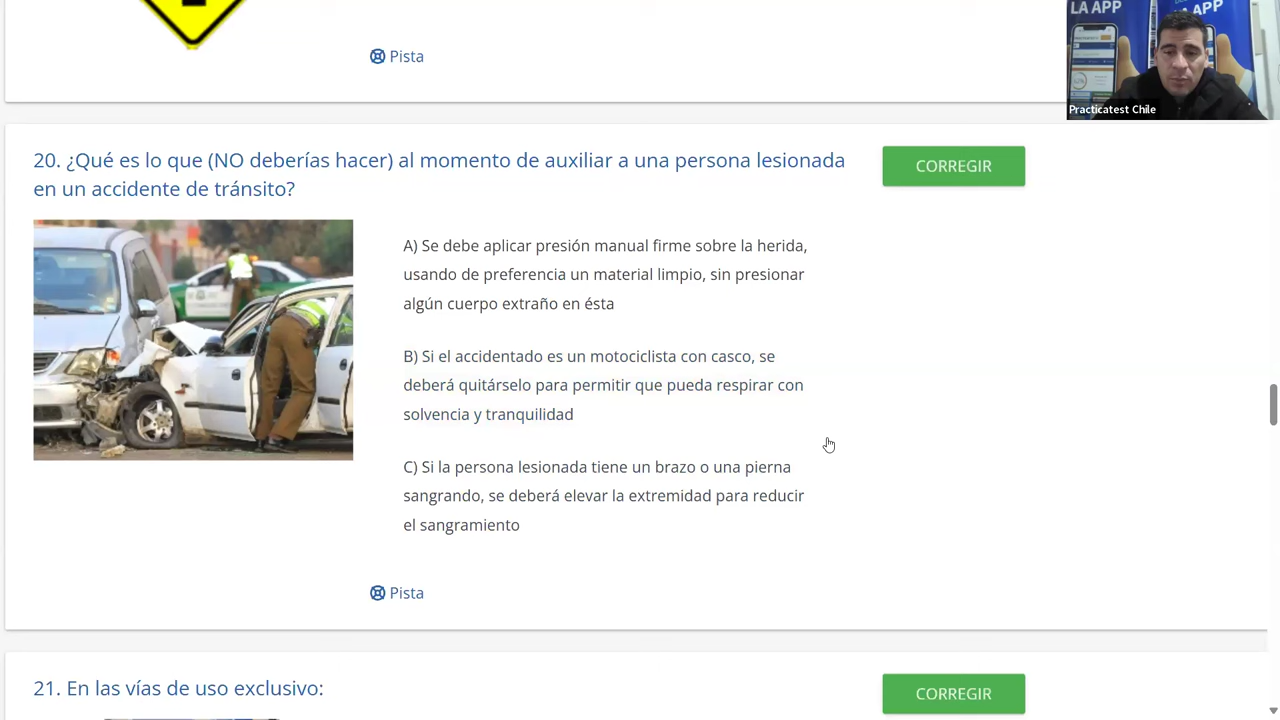 LA APP
LA APP
Practicatest Chile
Pista
20. ¿Qué es lo que (NO deberías hacer) al momento de auxiliar a una persona lesionada
en un accidente de tránsito?
CORREGIR
A) Se debe aplicar presión manual firme sobre la herida,
usando de preferencia un material limpio, sin presionar
algún cuerpo extraño en ésta
B) Si el accidentado es un motociclista con casco, se
deberá quitárselo para permitir que pueda respirar con
solvencia y tranquilidad
C) Si la persona lesionada tiene un brazo o una pierna
sangrando, se deberá elevar la extremidad para reducir
el sangramiento
Pista
21. En las vías de uso exclusivo:
CORREGIR